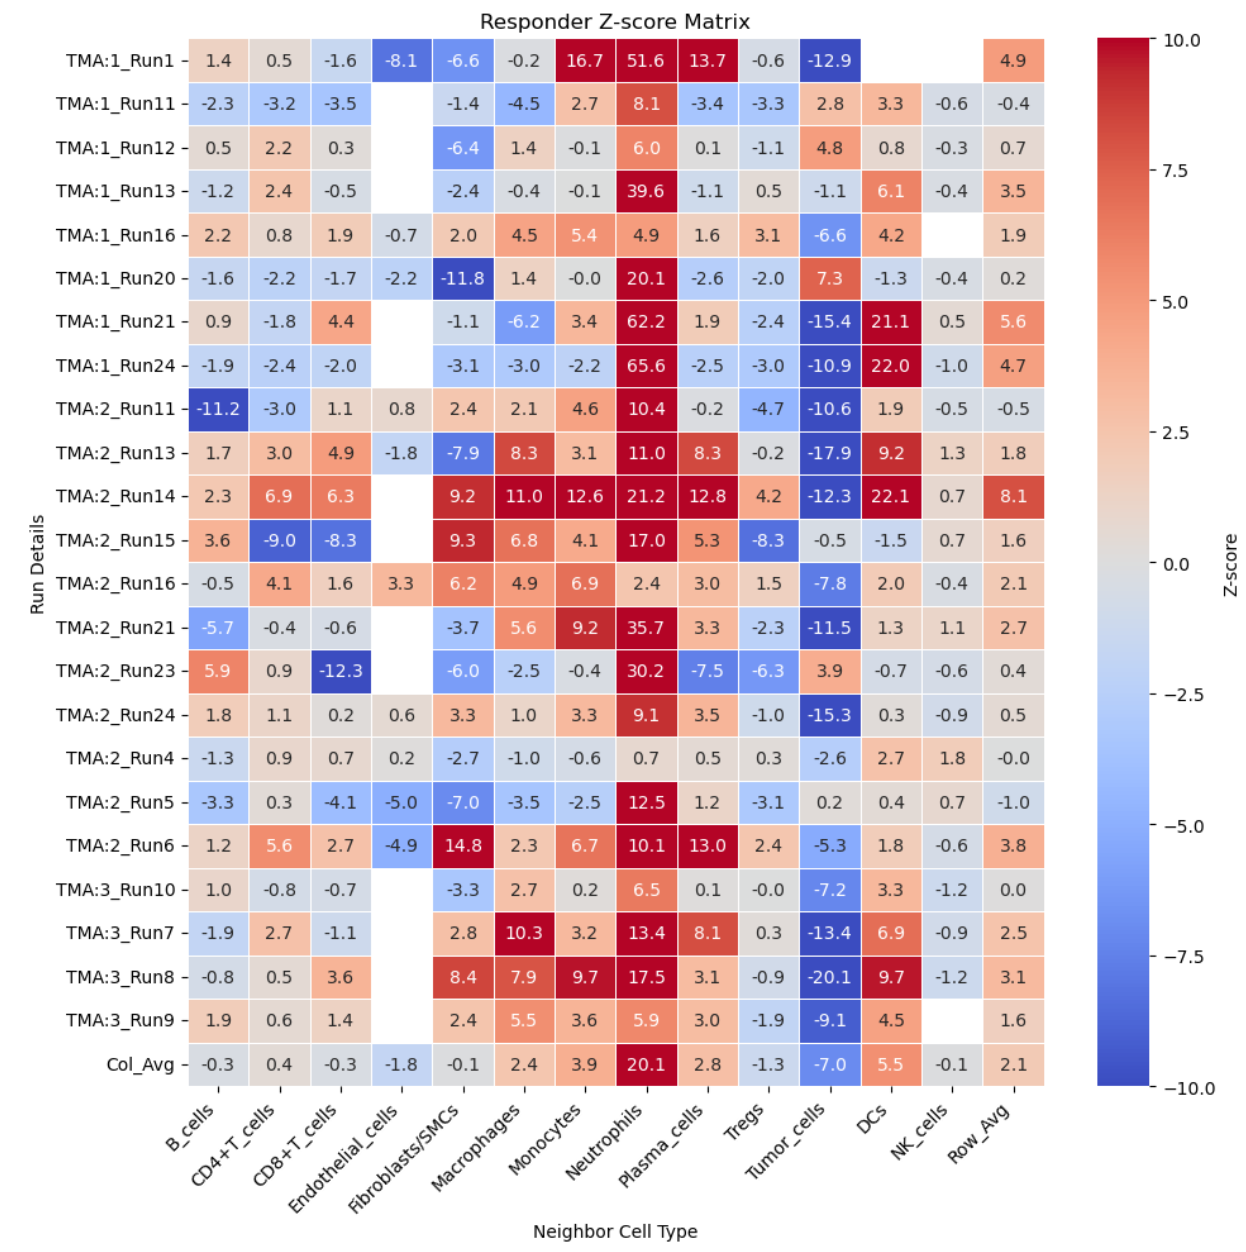 Responder Z-score Matrix
TMA:1_Run1 1.4 0.5 -1.6 -8.1 -6.6 -0.2 16.7 51.6 13.7 -0.6 -12.9 4.9
TMA:1_Run11 -2.3 -3.2 -3.5 -1.4 -4.5 2.7 8.1 -3.4 -3.3 2.8 3.3 -0.6 -0.4
TMA:1_Run12 0.5 2.2 0.3 -6.4 1.4 -0.1 6.0 0.1 -1.1 4.8 0.8 -0.3 0.7
TMA:1_Run13 -1.2 2.4 -0.5 -2.4 -0.4 -0.1 39.6 -1.1 0.5 -1.1 6.1 -0.4 3.5
TMA:1_Run16 2.2 0.8 1.9 -0.7 2.0 4.5 5.4 4.9 1.6 3.1 -6.6 4.2 1.9
TMA:1_Run20 -1.6 -2.2 -1.7 -2.2 -11.8 1.4 -0.0 20.1 -2.6 -2.0 7.3 -1.3 -0.4 0.2
TMA:1_Run21 0.9 -1.8 4.4 -1.1 -6.2 3.4 62.2 1.9 -2.4 -15.4 21.1 0.5 5.6
TMA:1_Run24 -1.9 -2.4 -2.0 -3.1 -3.0 -2.2 65.6 -2.5 -3.0 -10.9 22.0 -1.0 4.7
TMA:2_Run11 -11.2 -3.0 1.1 0.8 2.4 2.1 4.6 10.4 -0.2 -4.7 -10.6 1.9 -0.5 -0.5
TMA:2_Run13 1.7 3.0 4.9 -1.8 -7.9 8.3 3.1 11.0 8.3 -0.2 -17.9 9.2 1.3 1.8
TMA:2_Run14 2.3 6.9 6.3 9.2 11.0 12.6 21.2 12.8 4.2 -12.3 22.1 0.7 8.1
TMA:2_Run15 3.6 -9.0 -8.3 9.3 6.8 4.1 17.0 5.3 -8.3 -0.5 -1.5 0.7 1.6
TMA:2_Run16 -0.5 4.1 1.6 3.3 6.2 4.9 6.9 2.4 3.0 1.5 -7.8 2.0 -0.4 2.1
TMA:2_Run21 -5.7 -0.4 -0.6 -3.7 5.6 9.2 35.7 3.3 -2.3 -11.5 1.3 1.1 2.7
TMA:2_Run23 5.9 0.9 -12.3 -6.0 -2.5 -0.4 30.2 -7.5 -6.3 3.9 -0.7 -0.6 0.4
TMA:2_Run24 1.8 1.1 0.2 0.6 3.3 1.0 3.3 9.1 3.5 -1.0 -15.3 0.3 -0.9 0.5
TMA:2_Run4 -1.3 0.9 0.7 0.2 -2.7 -1.0 -0.6 0.7 0.5 0.3 -2.6 2.7 1.8 -0.0
TMA:2_Run5 -3.3 0.3 -4.1 -5.0 -7.0 -3.5 -2.5 12.5 1.2 -3.1 0.2 0.4 0.7 -1.0
TMA:2_Run6 1.2 5.6 2.7 -4.9 14.8 2.3 6.7 10.1 13.0 2.4 -5.3 1.8 -0.6 3.8
TMA:3_Run10 1.0 -0.8 -0.7 -3.3 2.7 0.2 6.5 0.1 -0.0 -7.2 3.3 -1.2 0.0
TMA:3_Run7 -1.9 2.7 -1.1 2.8 10.3 3.2 13.4 8.1 0.3 -13.4 6.9 -0.9 2.5
TMA:3_Run8 -0.8 0.5 3.6 8.4 7.9 9.7 17.5 3.1 -0.9 -20.1 9.7 -1.2 3.1
TMA:3_Run9 1.9 0.6 1.4 2.4 5.5 3.6 5.9 3.0 -1.9 -9.1 4.5 1.6
Col_Avg -0.3 0.4 -0.3 -1.8 -0.1 2.4 3.9 20.1 2.8 -1.3 -7.0 5.5 -0.1 2.1
B_cells CD4+T_cells CD8+T_cells Endothelial_cells Fibroblasts/SMCs Macrophages Monocytes Neutrophils Plasma_cells Tregs Tumor_cells DCs NK_cells Row_Avg
Neighbor Cell Type
Run Details
10.0
7.5
5.0
2.5
0.0
−2.5
−5.0
−7.5
−10.0
Z-score